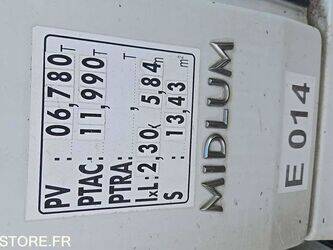 PV : 06,780 T
PTAC: 11,990 T
PTRA: , T
lxL: 2,30 x 5,84 m
S : 13,43 m²
MIDLUM
E 014
STORE.FR